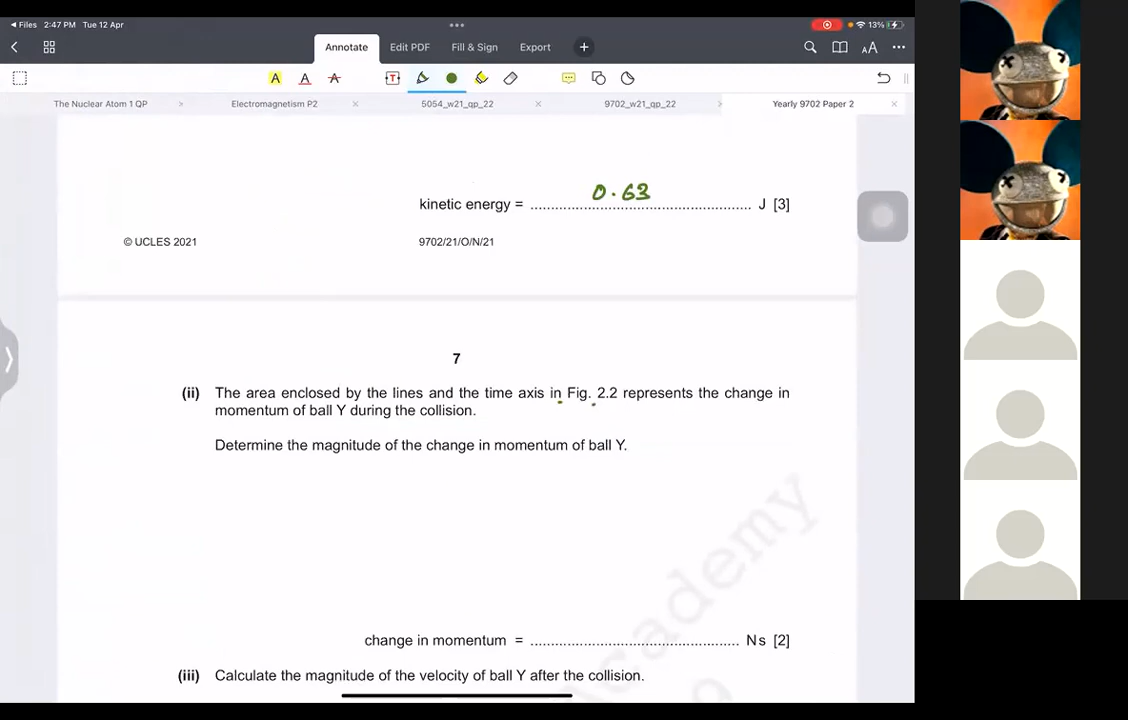 Files 2:47 PM Tue 12 Apr 13%
Annotate Edit PDF Fill & Sign Export
The Nuclear Atom 1 QP Electromagnetism P2 5054_w21_qp_22 9702_w21_qp_22 Yearly 9702 Paper 2
0.63
kinetic energy = .................................................... J [3]
© UCLES 2021 9702/21/O/N/21
7
(ii) The area enclosed by the lines and the time axis in Fig. 2.2 represents the change in
momentum of ball Y during the collision.
Determine the magnitude of the change in momentum of ball Y.
Academy
change in momentum = .................................................... N s [2]
(iii) Calculate the magnitude of the velocity of ball Y after the collision.